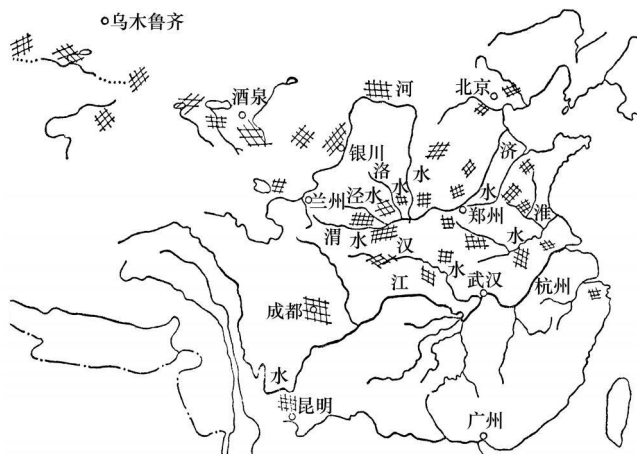 乌木鲁齐
酒泉
河
北京
银川
洛水
水
济水
兰州
泾水
郑州
淮水
渭水
汉水
江水
武汉
杭州
成都
昆明
广州